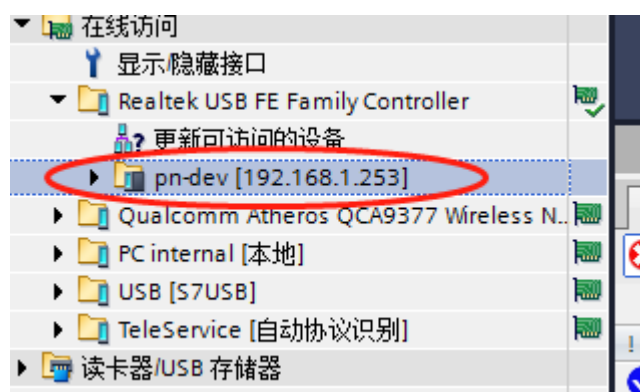 在线访问
显示/隐藏接口
Realtek USB FE Family Controller
更新可访问的设备
pn-dev [192.168.1.253]
Qualcomm Atheros QCA9377 Wireless N..
PC internal [本地]
USB [S7USB]
TeleService [自动协议识别]
读卡器/USB 存储器